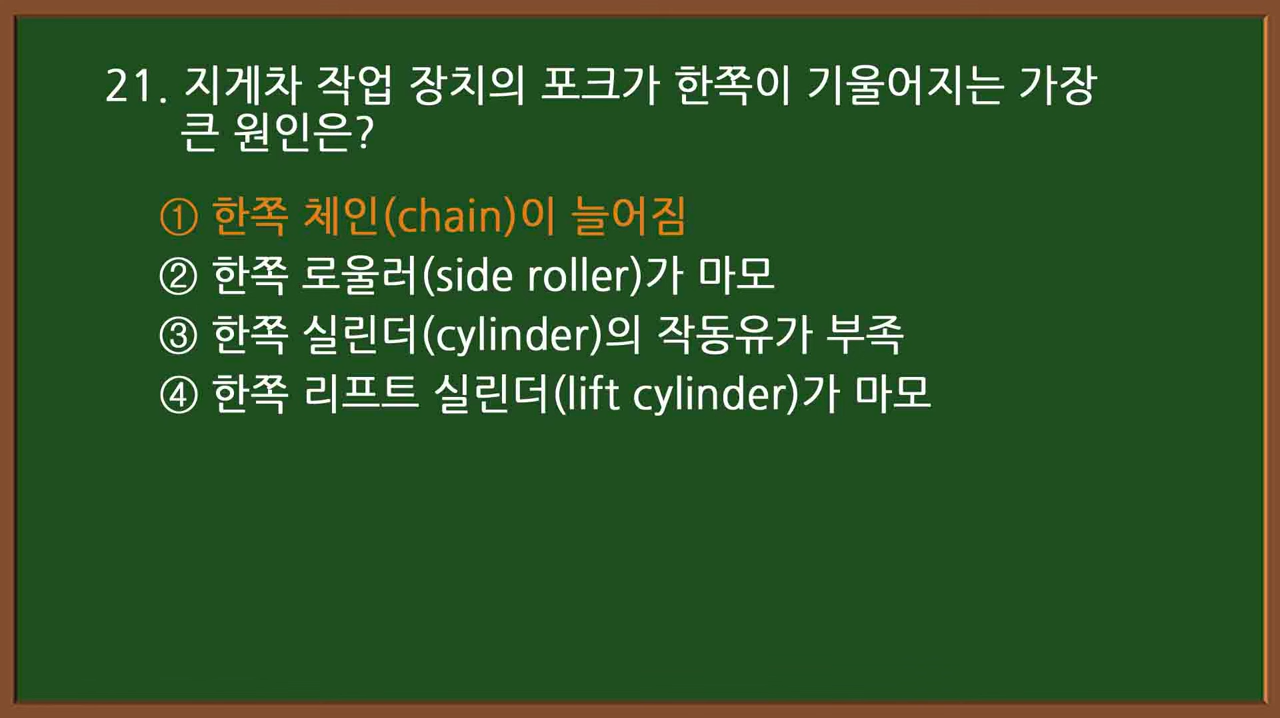 21. 지게차 작업 장치의 포크가 한쪽이 기울어지는 가장
큰 원인은?
① 한쪽 체인(chain)이 늘어짐
② 한쪽 로울러(side roller)가 마모
③ 한쪽 실린더(cylinder)의 작동유가 부족
④ 한쪽 리프트 실린더(lift cylinder)가 마모